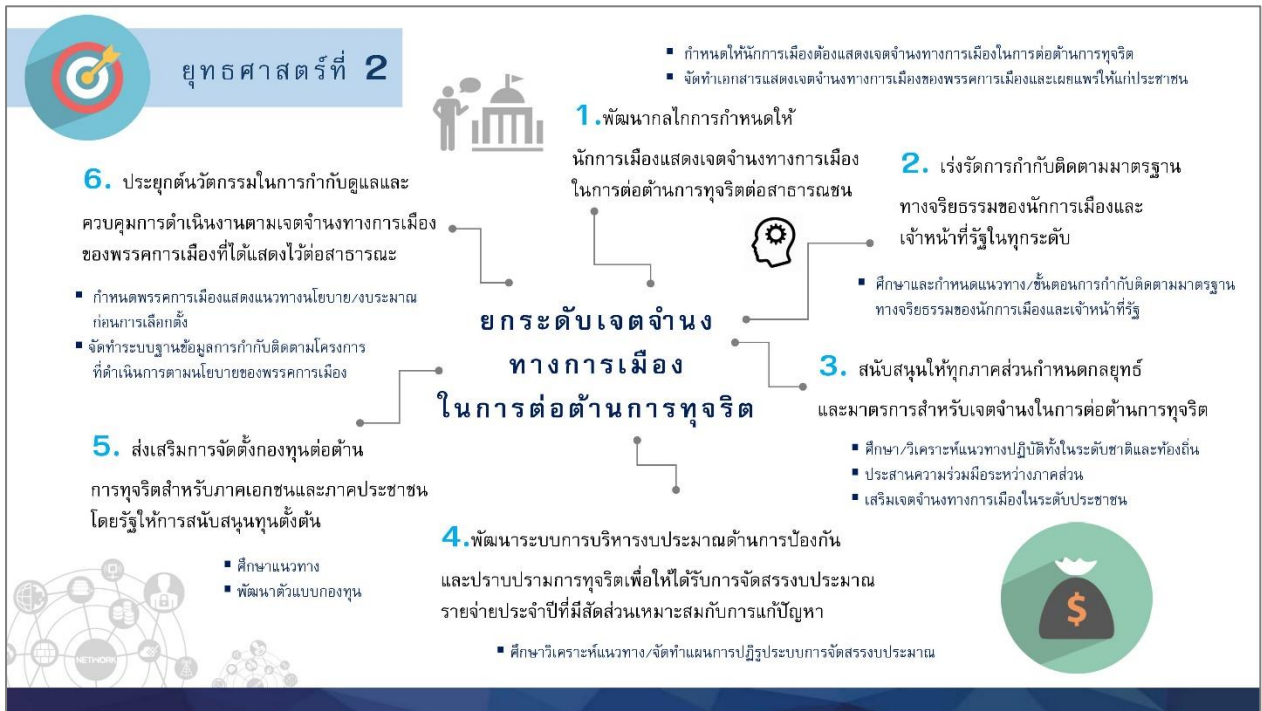 ยุทธศาสตร์ที่ 2
▪ กำหนดให้นักการเมืองต้องแสดงเจตจำนงทางการเมืองในการต่อต้านการทุจริต
▪ จัดทำเอกสารแสดงเจตจำนงทางการเมืองของพรรคการเมืองและเผยแพร่ให้แก่ประชาชน
1.พัฒนากลไกการกำหนดให้
นักการเมืองแสดงเจตจำนงทางการเมือง
ในการต่อต้านการทุจริตต่อสาธารณชน
2. เร่งรัดการกำกับติดตามมาตรฐาน
ทางจริยธรรมของนักการเมืองและ
เจ้าหน้าที่รัฐในทุกระดับ
▪ ศึกษาและกำหนดแนวทาง/ขั้นตอนการกำกับติดตามมาตรฐาน
ทางจริยธรรมของนักการเมืองและเจ้าหน้าที่รัฐ
ยกระดับเจตจำนง
ทางการเมือง
ในการต่อต้านการทุจริต
3. สนับสนุนให้ทุกภาคส่วนกำหนดกลยุทธ์
และมาตรการสำหรับเจตจำนงในการต่อต้านการทุจริต
▪ ศึกษา/วิเคราะห์แนวทางปฏิบัติทั้งในระดับชาติและท้องถิ่น
▪ ประสานความร่วมมือระหว่างภาคส่วน
▪ เสริมเจตจำนงทางการเมืองในระดับประชาชน
4.พัฒนาระบบการบริหารงบประมาณด้านการป้องกัน
และปราบปรามการทุจริตเพื่อให้ได้รับการจัดสรรงบประมาณ
รายจ่ายประจำปีที่มีสัดส่วนเหมาะสมกับการแก้ปัญหา
▪ ศึกษาวิเคราะห์แนวทาง/จัดทำแผนการปฏิรูประบบการจัดสรรงบประมาณ
5. ส่งเสริมการจัดตั้งกองทุนต่อต้าน
การทุจริตสำหรับภาคเอกชนและภาคประชาชน
โดยรัฐให้การสนับสนุนทุนตั้งต้น
▪ ศึกษาแนวทาง
▪ พัฒนาตัวแบบกองทุน
6. ประยุกต์นวัตกรรมในการกำกับดูแลและ
ควบคุมการดำเนินงานตามเจตจำนงทางการเมือง
ของพรรคการเมืองที่ได้แสดงไว้ต่อสาธารณะ
▪ กำหนดพรรคการเมืองแสดงแนวทางนโยบาย/งบประมาณ
ก่อนการเลือกตั้ง
▪ จัดทำระบบฐานข้อมูลการกำกับติดตามโครงการ
ที่ดำเนินการตามนโยบายของพรรคการเมือง
NETWORK
$